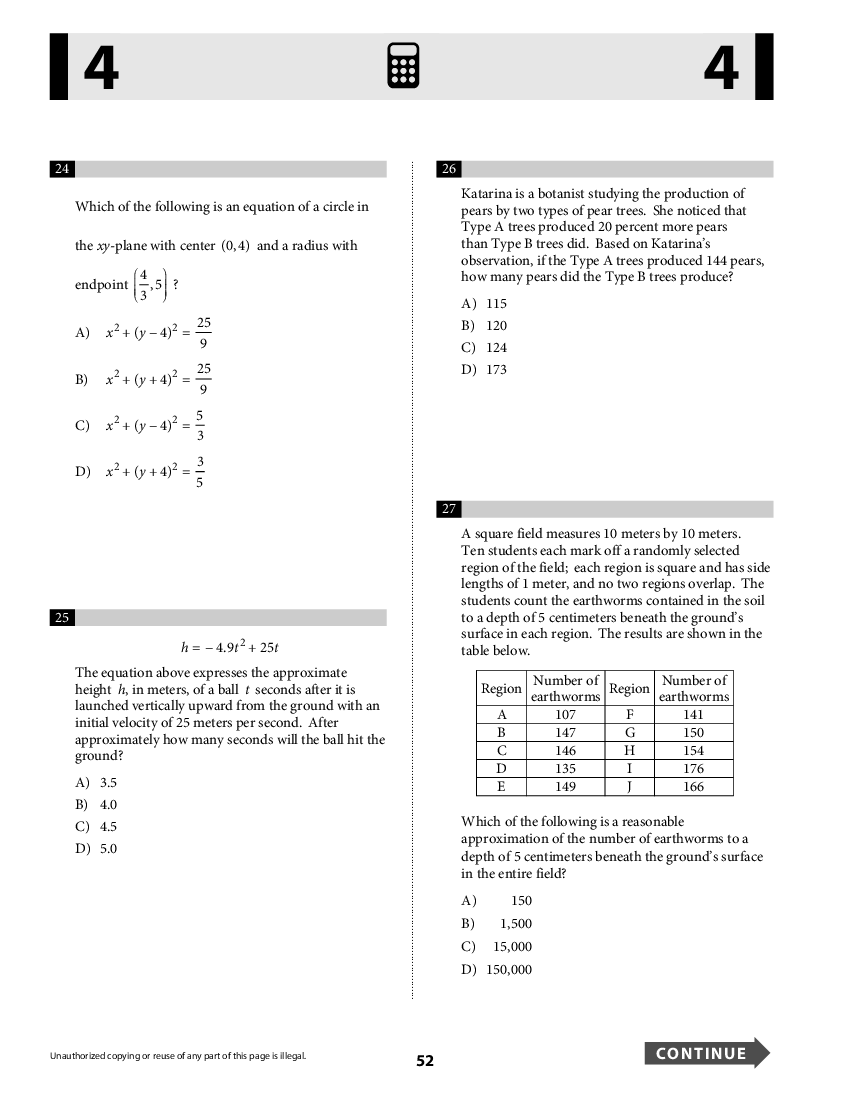 4 4
24
Which of the following is an equation of a circle in
the xy-plane with center (0, 4) and a radius with
endpoint (4/3, 5) ?
A) x² + (y − 4)² = 25/9
B) x² + (y + 4)² = 25/9
C) x² + (y − 4)² = 5/3
D) x² + (y + 4)² = 3/5
25
h = − 4.9t² + 25t
The equation above expresses the approximate
height h, in meters, of a ball t seconds after it is
launched vertically upward from the ground with an
initial velocity of 25 meters per second. After
approximately how many seconds will the ball hit the
ground?
A) 3.5
B) 4.0
C) 4.5
D) 5.0
26
Katarina is a botanist studying the production of
pears by two types of pear trees. She noticed that
Type A trees produced 20 percent more pears
than Type B trees did. Based on Katarina’s
observation, if the Type A trees produced 144 pears,
how many pears did the Type B trees produce?
A) 115
B) 120
C) 124
D) 173
27
A square field measures 10 meters by 10 meters.
Ten students each mark off a randomly selected
region of the field; each region is square and has side
lengths of 1 meter, and no two regions overlap. The
students count the earthworms contained in the soil
to a depth of 5 centimeters beneath the ground’s
surface in each region. The results are shown in the
table below.
Region Number of earthworms Region Number of earthworms
A 107 F 141
B 147 G 150
C 146 H 154
D 135 I 176
E 149 J 166
Which of the following is a reasonable
approximation of the number of earthworms to a
depth of 5 centimeters beneath the ground’s surface
in the entire field?
A) 150
B) 1,500
C) 15,000
D) 150,000
Unauthorized copying or reuse of any part of this page is illegal.
52
CONTINUE